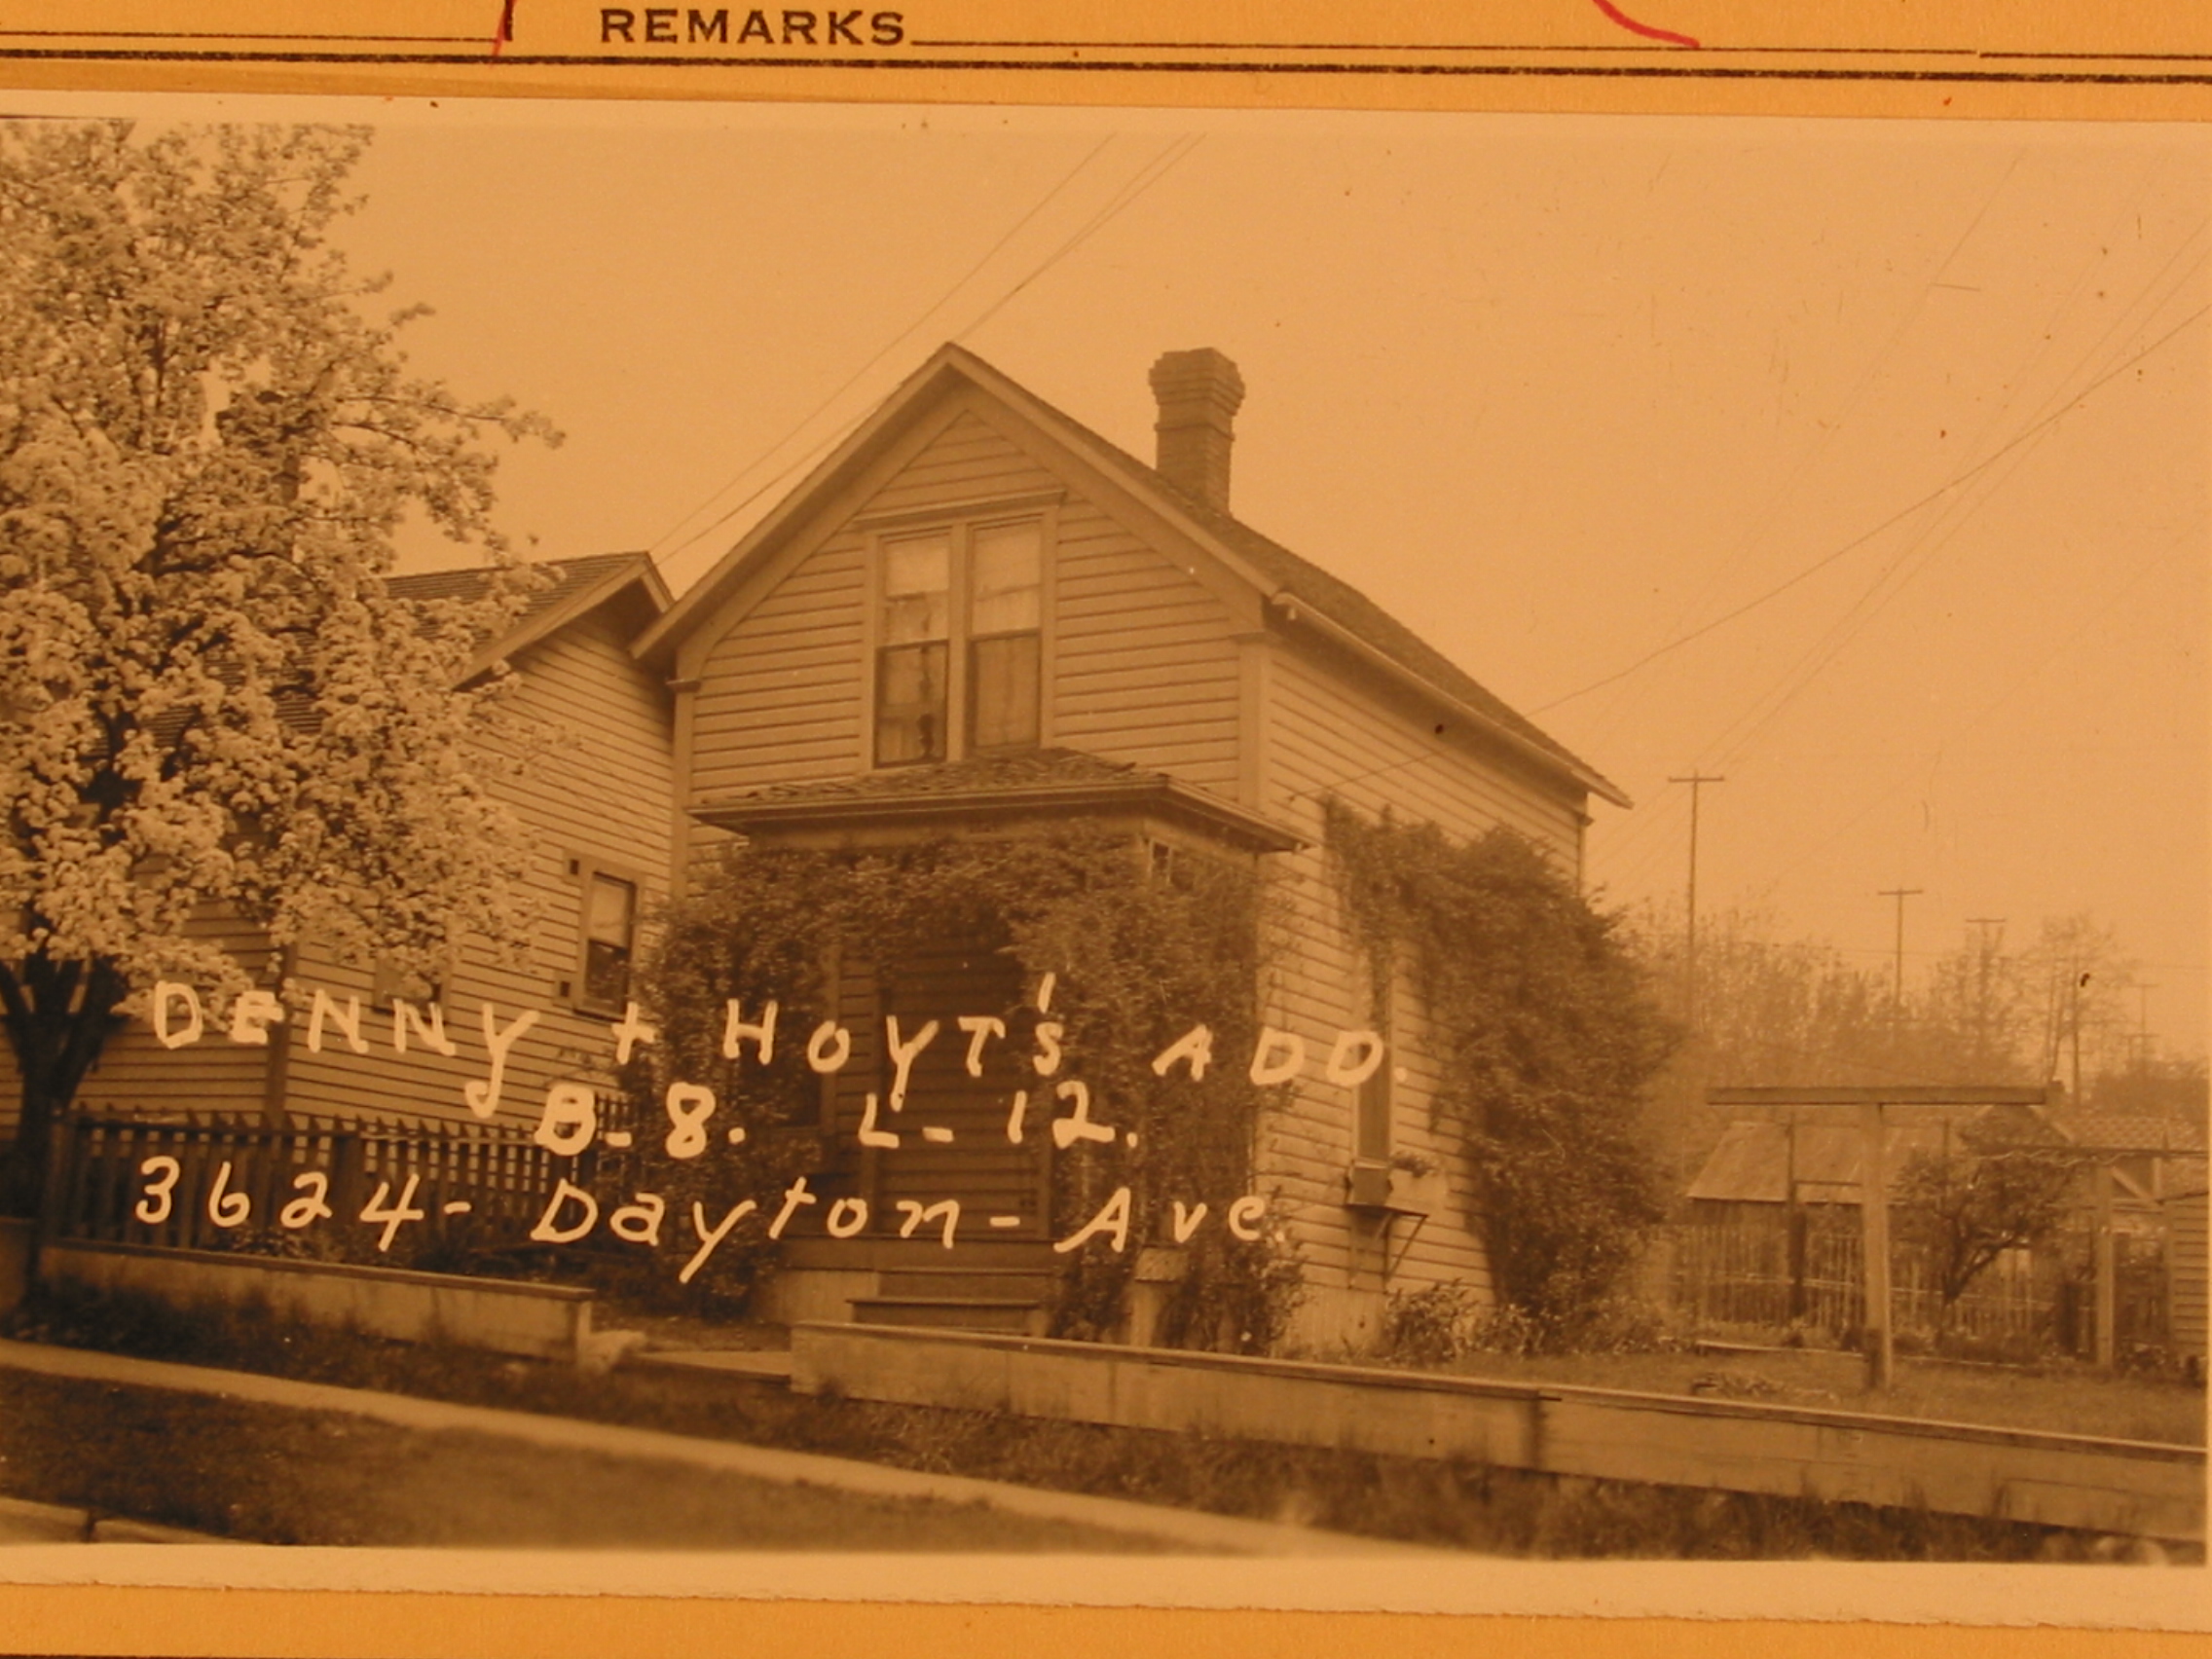 REMARKS
DENNY + HOYT'S ADD.
B-8. L-12.
3624- Dayton - Ave.